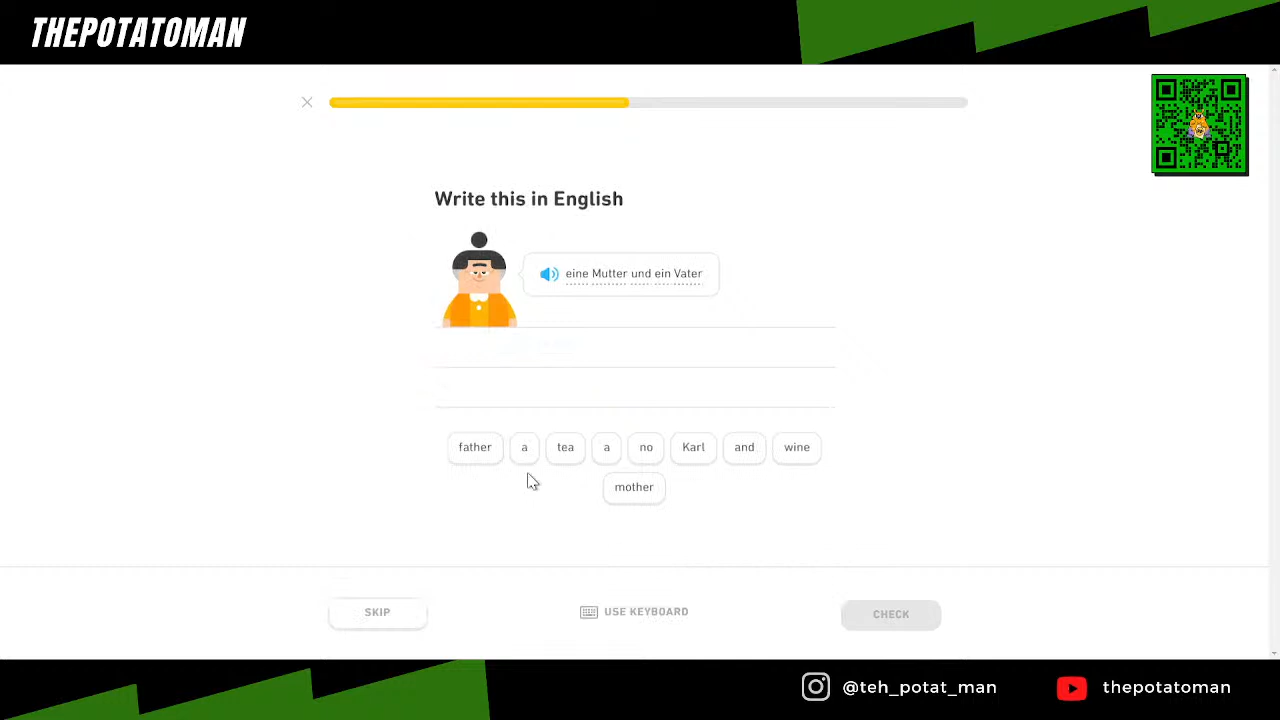 THEPOTATOMAN
Write this in English
eine Mutter und ein Vater
father a tea a no Karl and wine
mother
SKIP USE KEYBOARD CHECK
@teh_potat_man thepotatoman